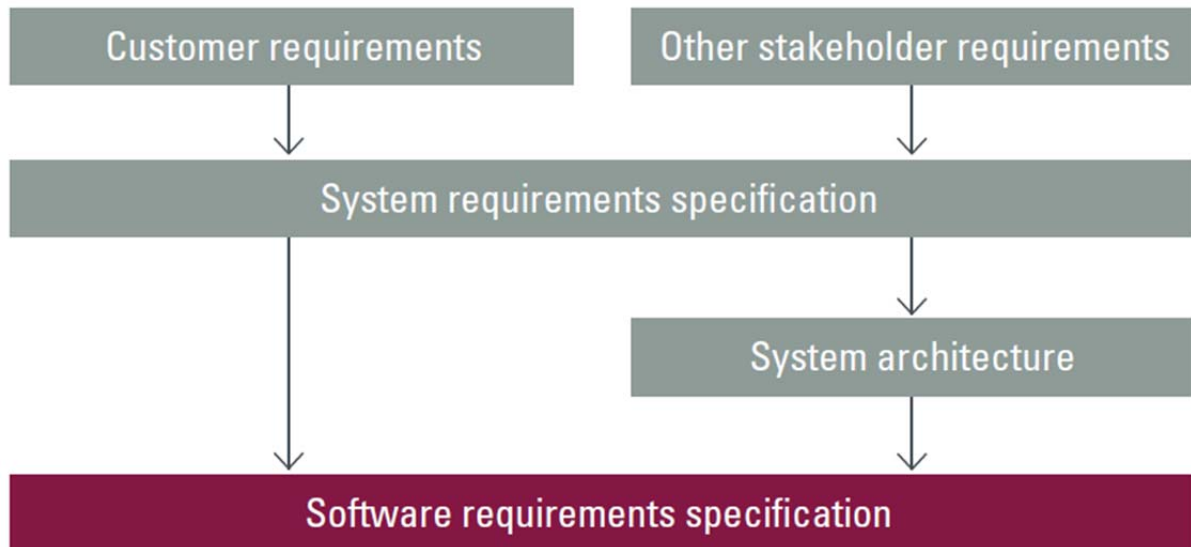 Customer requirements
Other stakeholder requirements
System requirements specification
System architecture
Software requirements specification